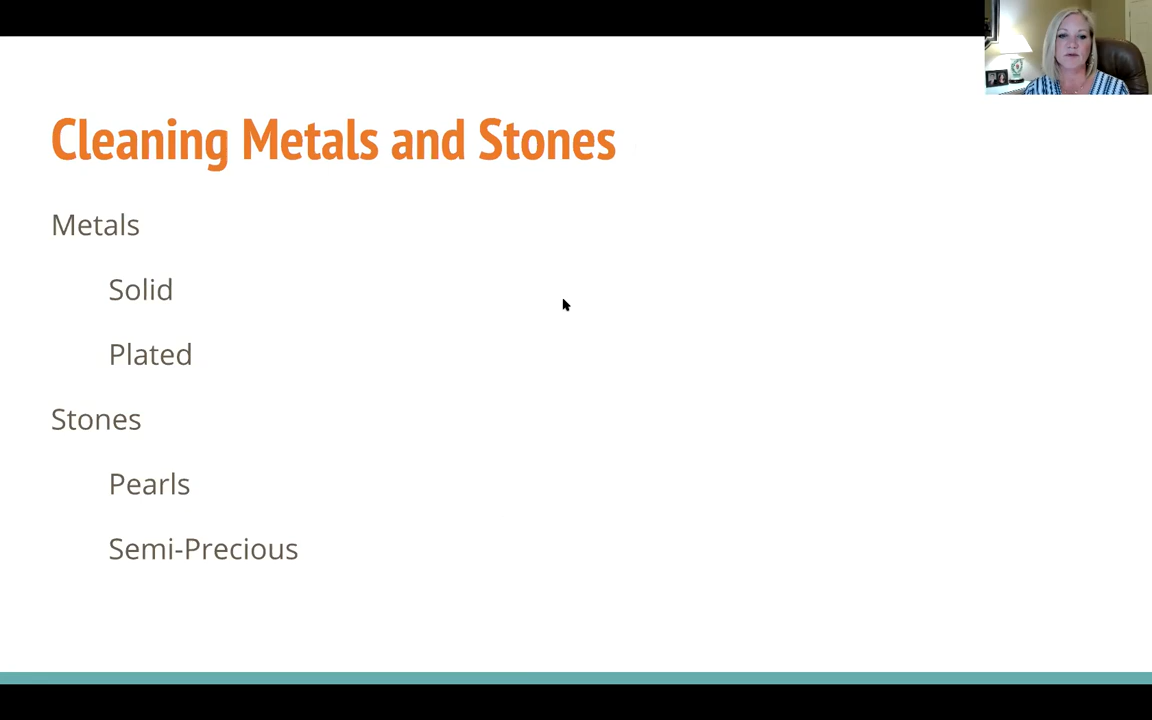 Cleaning Metals and Stones
Metals
Solid
Plated
Stones
Pearls
Semi-Precious